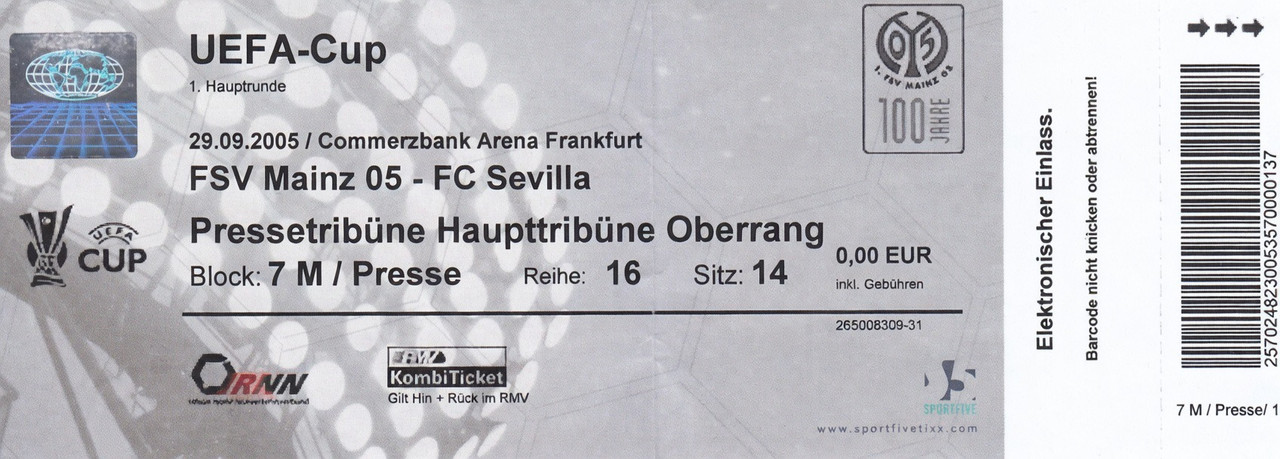 UEFA-Cup
1. Hauptrunde
29.09.2005 / Commerzbank Arena Frankfurt
FSV Mainz 05 - FC Sevilla
Pressetribüne Haupttribüne Oberrang
Block: 7 M / Presse Reihe: 16 Sitz: 14
0,00 EUR
inkl. Gebühren
265008309-31
UEFA
CUP
05
1. FSV MAINZ 05
100 JAHRE
RNN
KombiTicket
Gilt Hin + Rück im RMV
SPORTFIVE
www.sportfivetixx.com
Elektronischer Einlass.
Barcode nicht knicken oder abtrennen!
2570248230053570000137
7 M / Presse/ 1